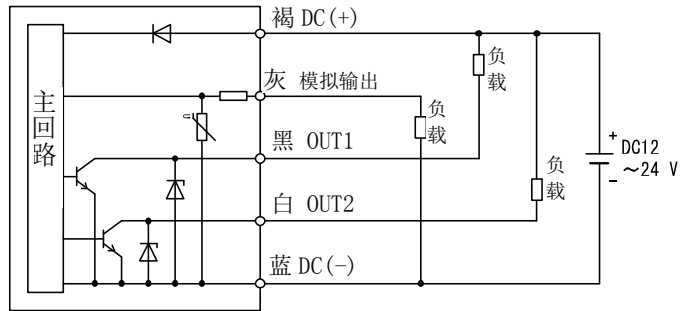 褐 DC(+)
灰 模拟输出
黑 OUT1
白 OUT2
蓝 DC(-)
主回路
负载
负载
负载
+
DC12
～24 V
-